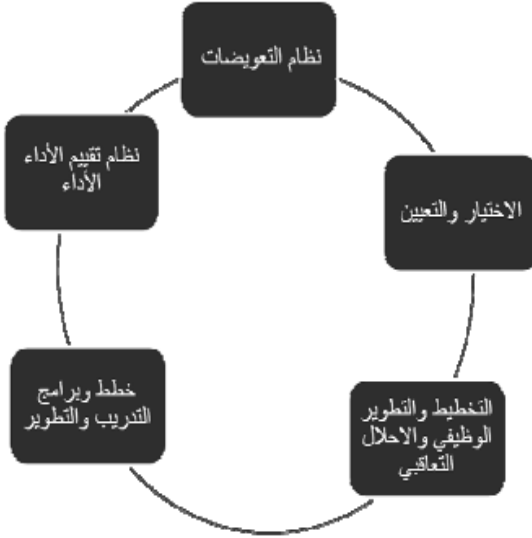 نظام التعويضات
الاختيار والتعيين
التخطيط والتطوير
الوظيفي والاحلال
التعاقبي
خطط وبرامج
التدريب والتطوير
نظام تقييم الأداء
الأداء